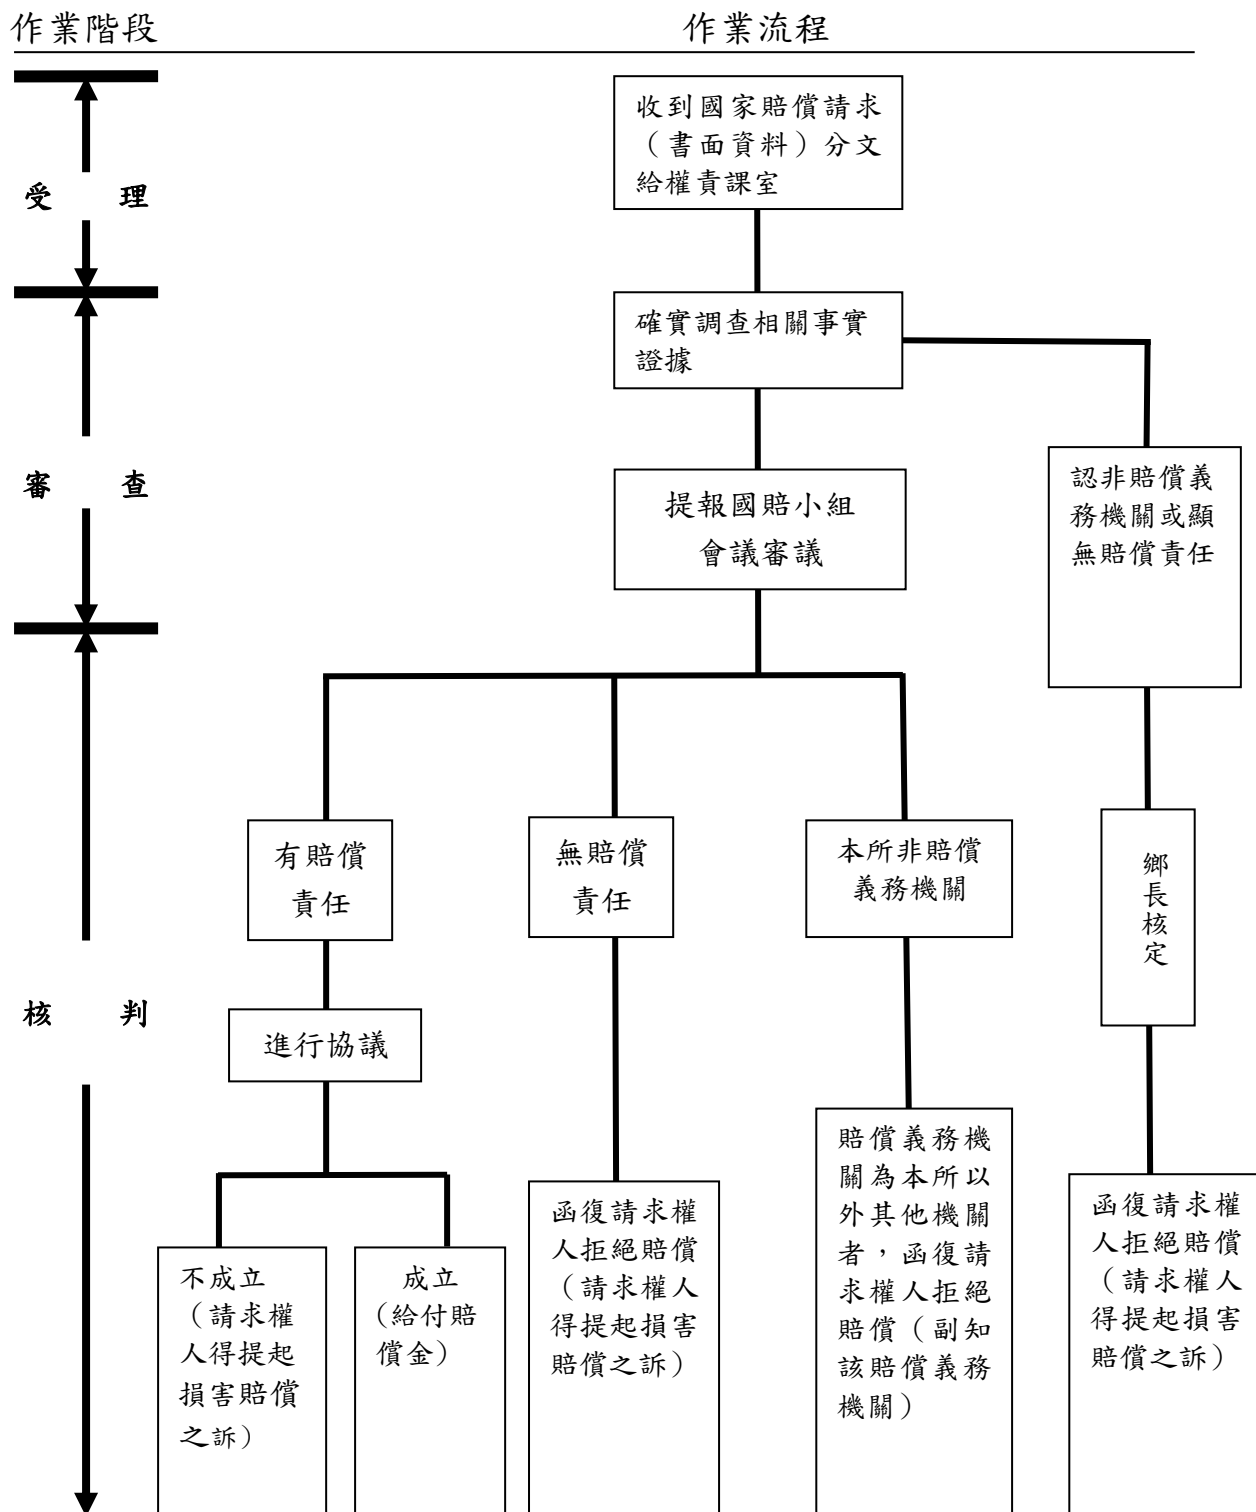 作業階段
作業流程
收到國家賠償請求
（書面資料）分文
給權責課室
受 理
確實調查相關事實
證據
認非賠償義
務機關或顯
無賠償責任
審 查
提報國賠小組
會議審議
有賠償
責任
無賠償
責任
本所非賠償
義務機關
鄉長核定
核 判
進行協議
不成立
（請求權
人得提起
損害賠償
之訴）
成立
(給付賠
償金)
函復請求權
人拒絕賠償
（請求權人
得提起損害
賠償之訴）
賠償義務機
關為本所以
外其他機關
者，函復請
求權人拒絕
賠償（副知
該賠償義務
機關）
函復請求權
人拒絕賠償
（請求權人
得提起損害
賠償之訴）